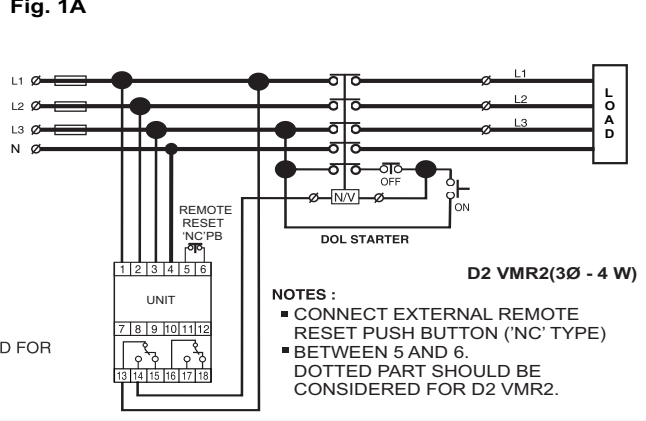 Fig. 1A
L1 Ø
L1
L2 Ø
L2
L3 Ø
L3
N Ø
LOAD
OFF
N/V
ON
DOL STARTER
REMOTE
RESET
'NC'PB
1 2 3 4 5 6
UNIT
7 8 9 10 11 12
13 14 15 16 17 18
D FOR
D2 VMR2(3Ø - 4 W)
NOTES :
▪ CONNECT EXTERNAL REMOTE
RESET PUSH BUTTON ('NC' TYPE)
▪ BETWEEN 5 AND 6.
DOTTED PART SHOULD BE
CONSIDERED FOR D2 VMR2.